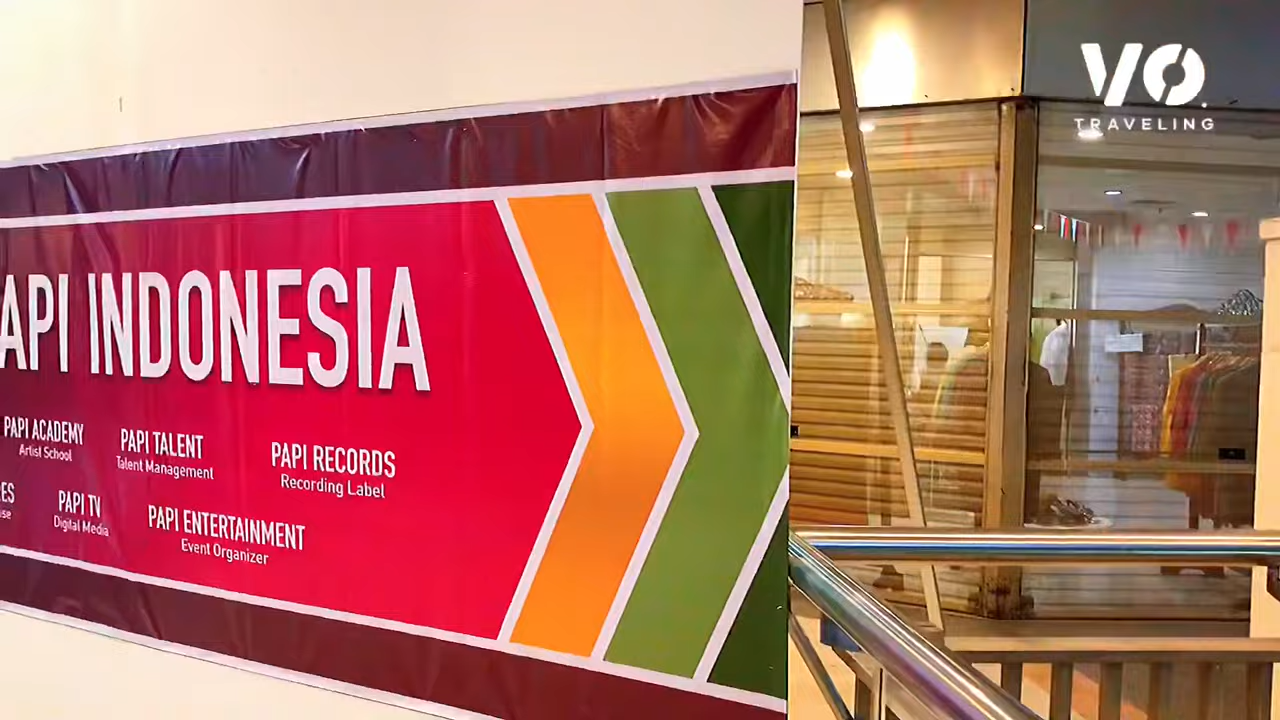 API INDONESIA
PAPI ACADEMY
Artist School
PAPI TALENT
Talent Management
PAPI RECORDS
Recording Label
PAPI TV
Digital Media
PAPI ENTERTAINMENT
Event Organizer
VO.
TRAVELING